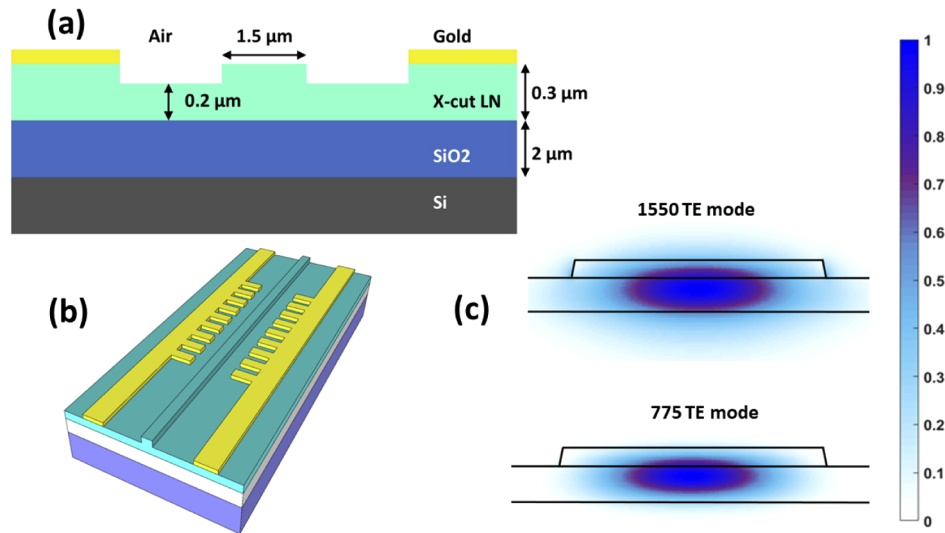 (a)
Air
1.5 µm
Gold
0.2 µm
X-cut LN
0.3 µm
SiO2
2 µm
Si
(b)
(c)
1550 TE mode
775 TE mode
1
0.9
0.8
0.7
0.6
0.5
0.4
0.3
0.2
0.1
0